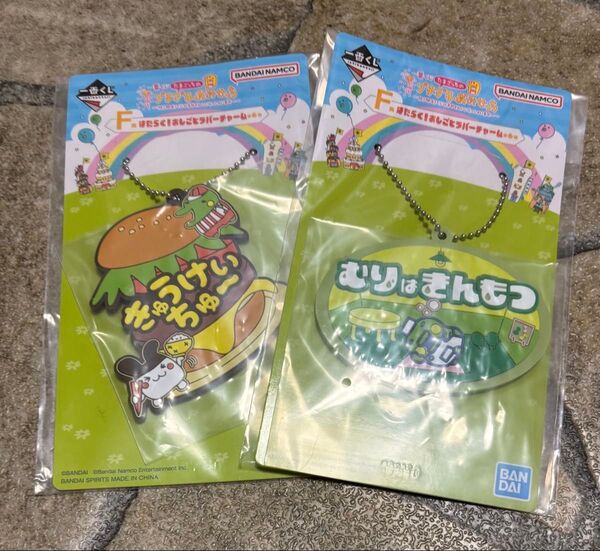 一番くじ
BANDAI NAMCO
F賞 はたらく!おしごとラバーチャーム
きゅうけい
ちゅ〜
©BANDAI ©Bandai Namco Entertainment Inc.
BANDAI SPIRITS MADE IN CHINA
一番くじ
BANDAI NAMCO
F賞 はたらく!おしごとラバーチャーム
むりはきんもつ
BAN
DAI